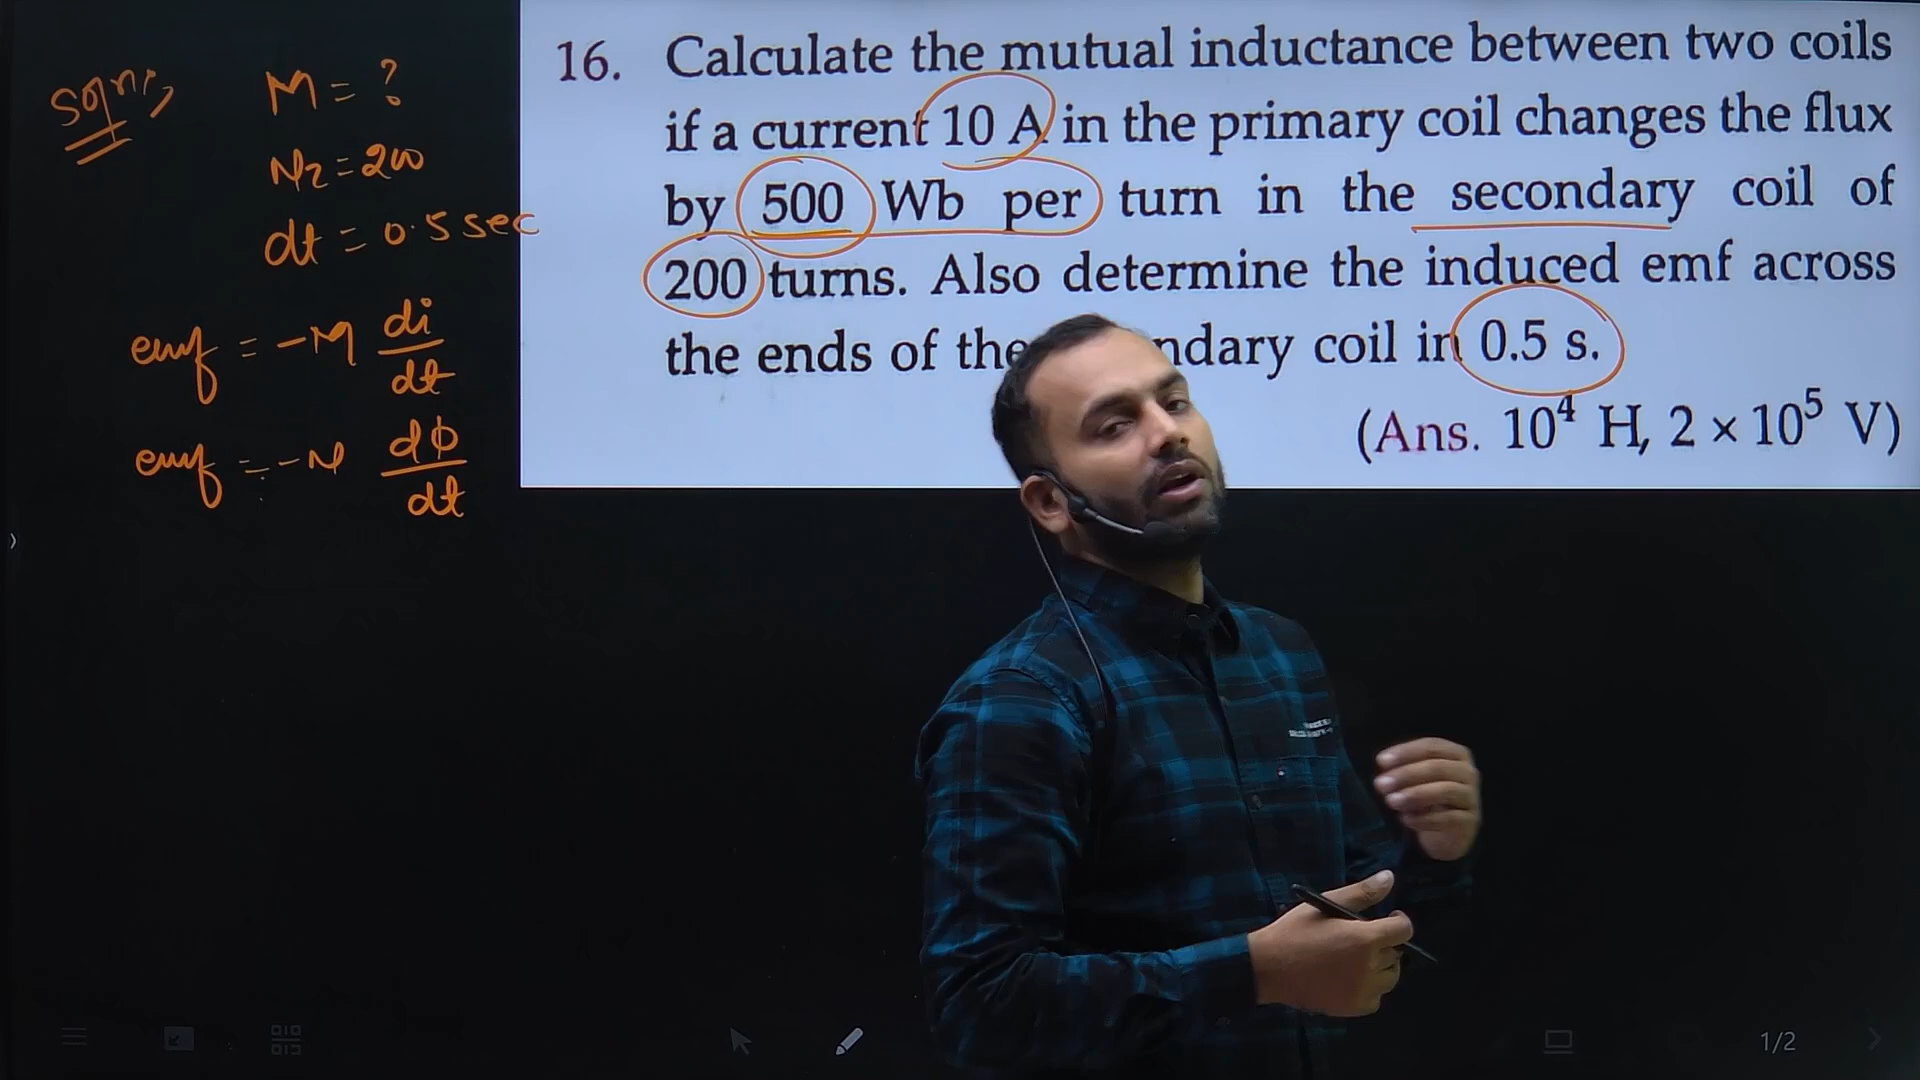 Soln,
M = ?
N2 = 200
dt = 0.5 sec
emf = -M di/dt
emf = -N dϕ/dt
16. Calculate the mutual inductance between two coils
if a current 10 A in the primary coil changes the flux
by 500 Wb per turn in the secondary coil of
200 turns. Also determine the induced emf across
the ends of the ndary coil in 0.5 s.
(Ans. 10⁴ H, 2 × 10⁵ V)
1/2